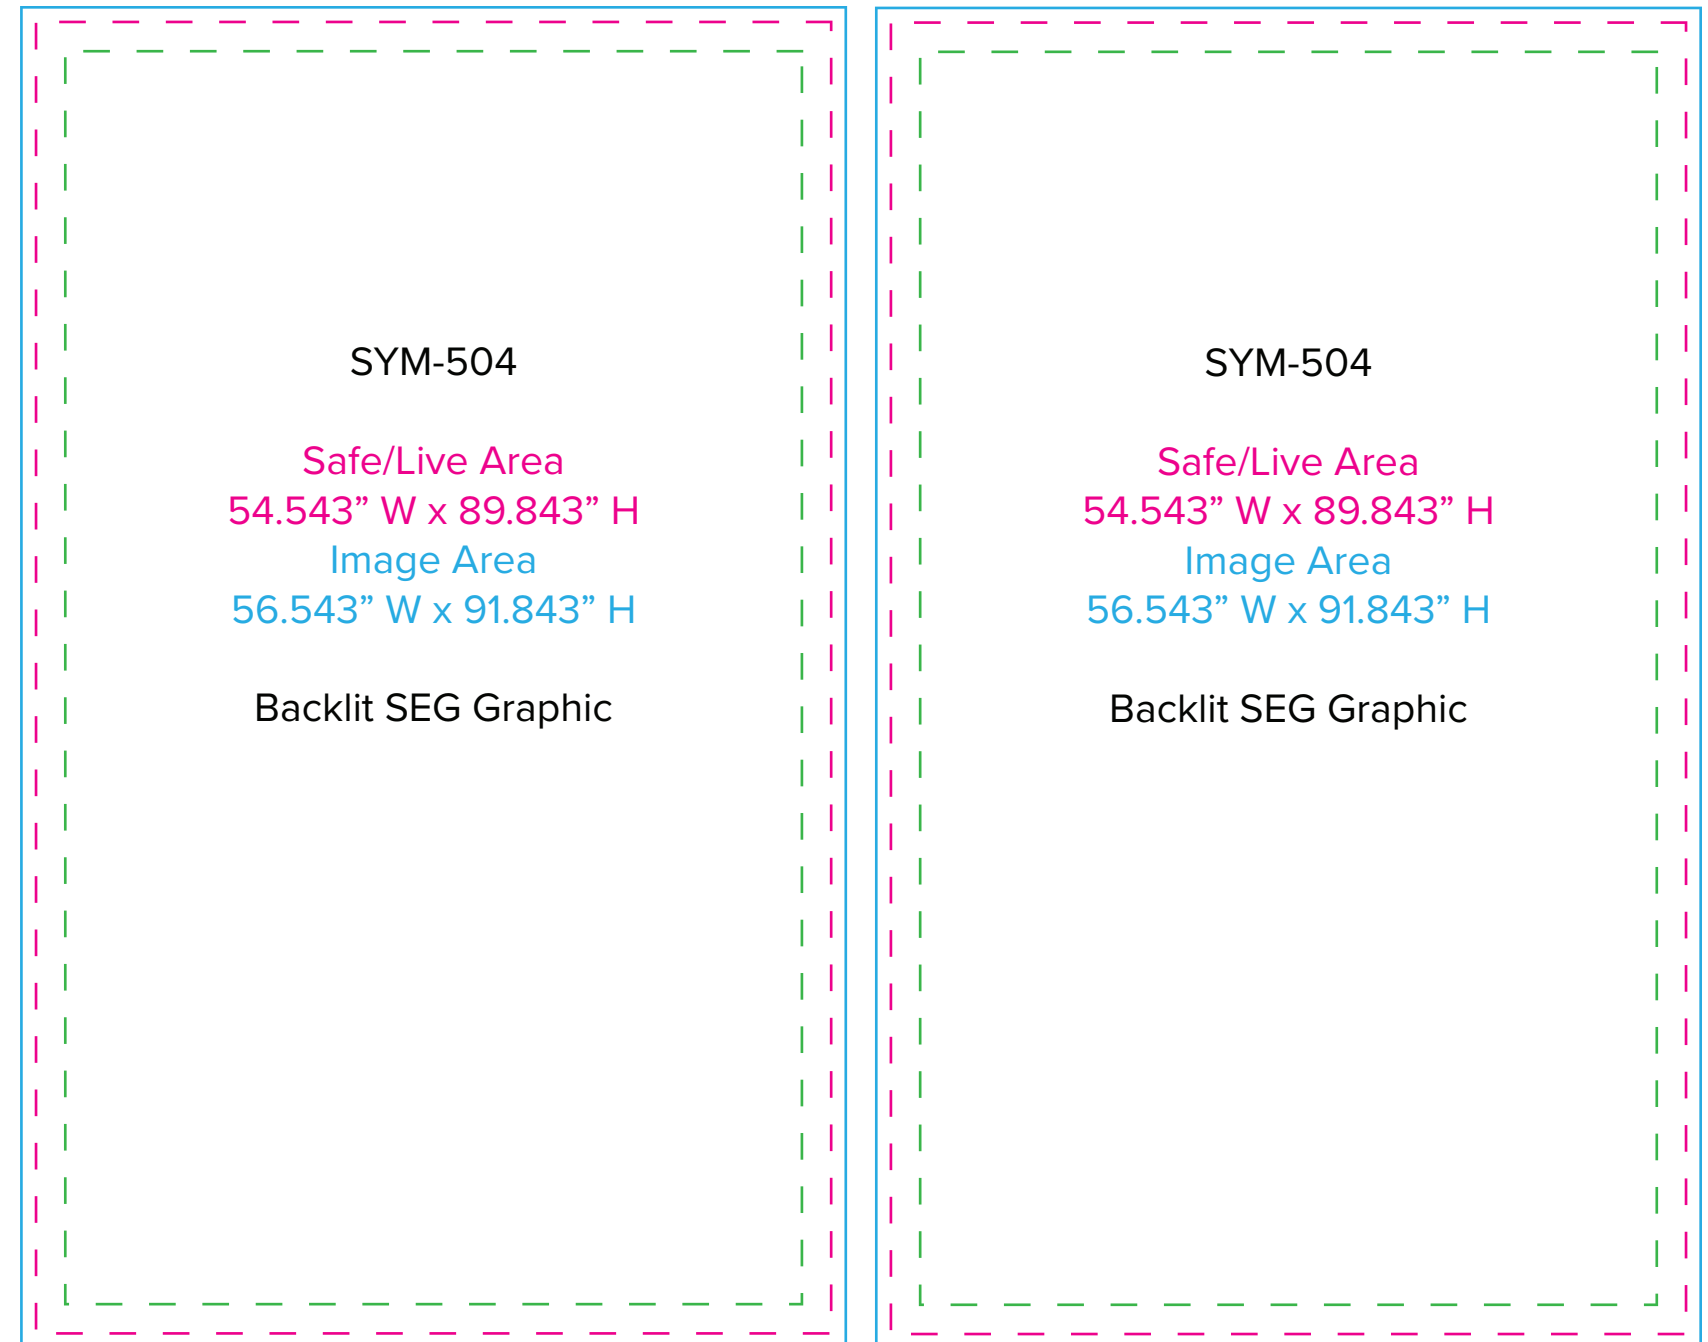 SYM-504
Safe/Live Area
54.543” W x 89.843” H
Image Area
56.543” W x 91.843” H
Backlit SEG Graphic
SYM-504
Safe/Live Area
54.543” W x 89.843” H
Image Area
56.543” W x 91.843” H
Backlit SEG Graphic